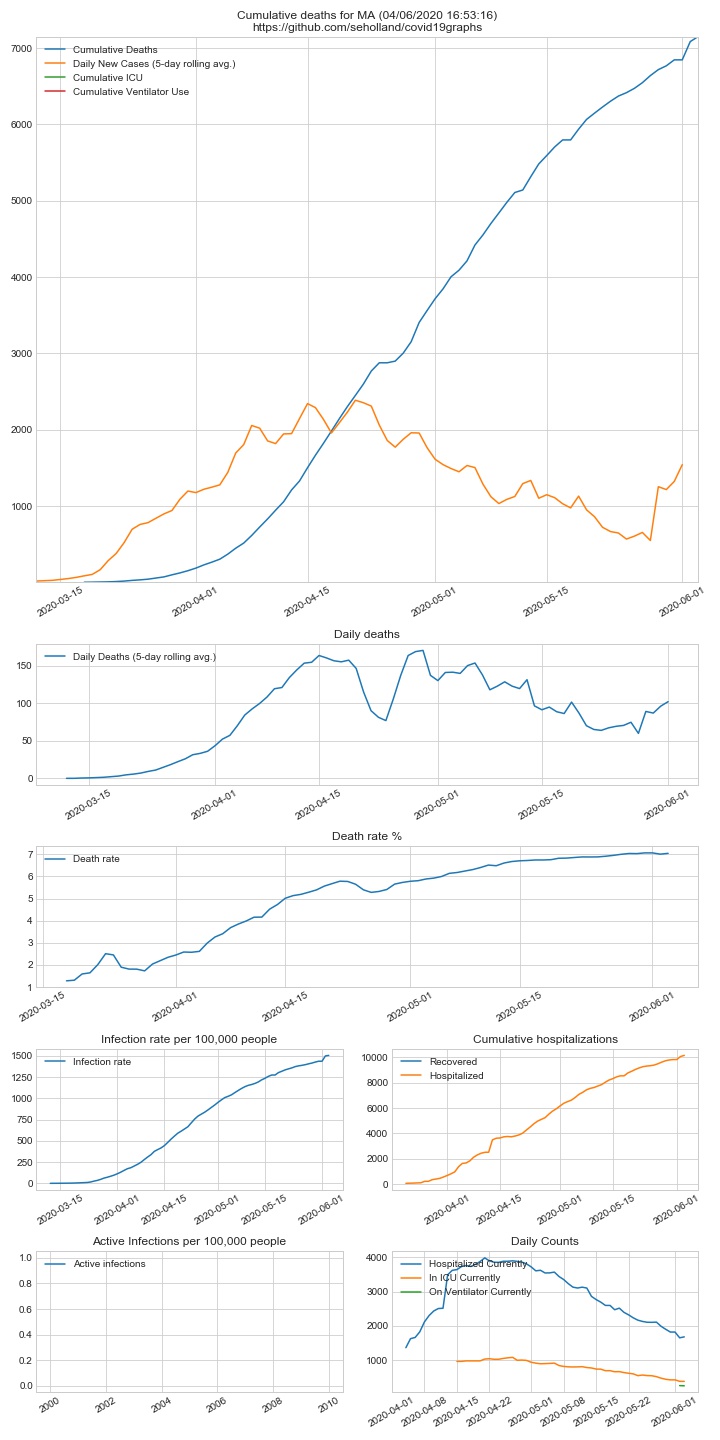 Cumulative deaths for MA (04/06/2020 16:53:16)
https://github.com/seholland/covid19graphs
Cumulative Deaths
Daily New Cases (5-day rolling avg.)
Cumulative ICU
Cumulative Ventilator Use
7000
6000
5000
4000
3000
2000
1000
2020-03-15 2020-04-01 2020-04-15 2020-05-01 2020-05-15 2020-06-01
Daily deaths
Daily Deaths (5-day rolling avg.)
150
100
50
0
2020-03-15 2020-04-01 2020-04-15 2020-05-01 2020-05-15 2020-06-01
Death rate %
Death rate
7
6
5
4
3
2
1
2020-03-15 2020-04-01 2020-04-15 2020-05-01 2020-05-15 2020-06-01
Infection rate per 100,000 people
Infection rate
1500
1250
1000
750
500
250
0
2020-03-15 2020-04-01 2020-04-15 2020-05-01 2020-05-15 2020-06-01
Cumulative hospitalizations
Recovered
Hospitalized
10000
8000
6000
4000
2000
0
2020-04-01 2020-04-15 2020-05-01 2020-05-15 2020-06-01
Active Infections per 100,000 people
Active infections
1.0
0.8
0.6
0.4
0.2
0.0
2000 2002 2004 2006 2008 2010
Daily Counts
Hospitalized Currently
In ICU Currently
On Ventilator Currently
4000
3000
2000
1000
2020-04-01 2020-04-08 2020-04-15 2020-04-22 2020-05-01 2020-05-08 2020-05-15 2020-05-22 2020-06-01